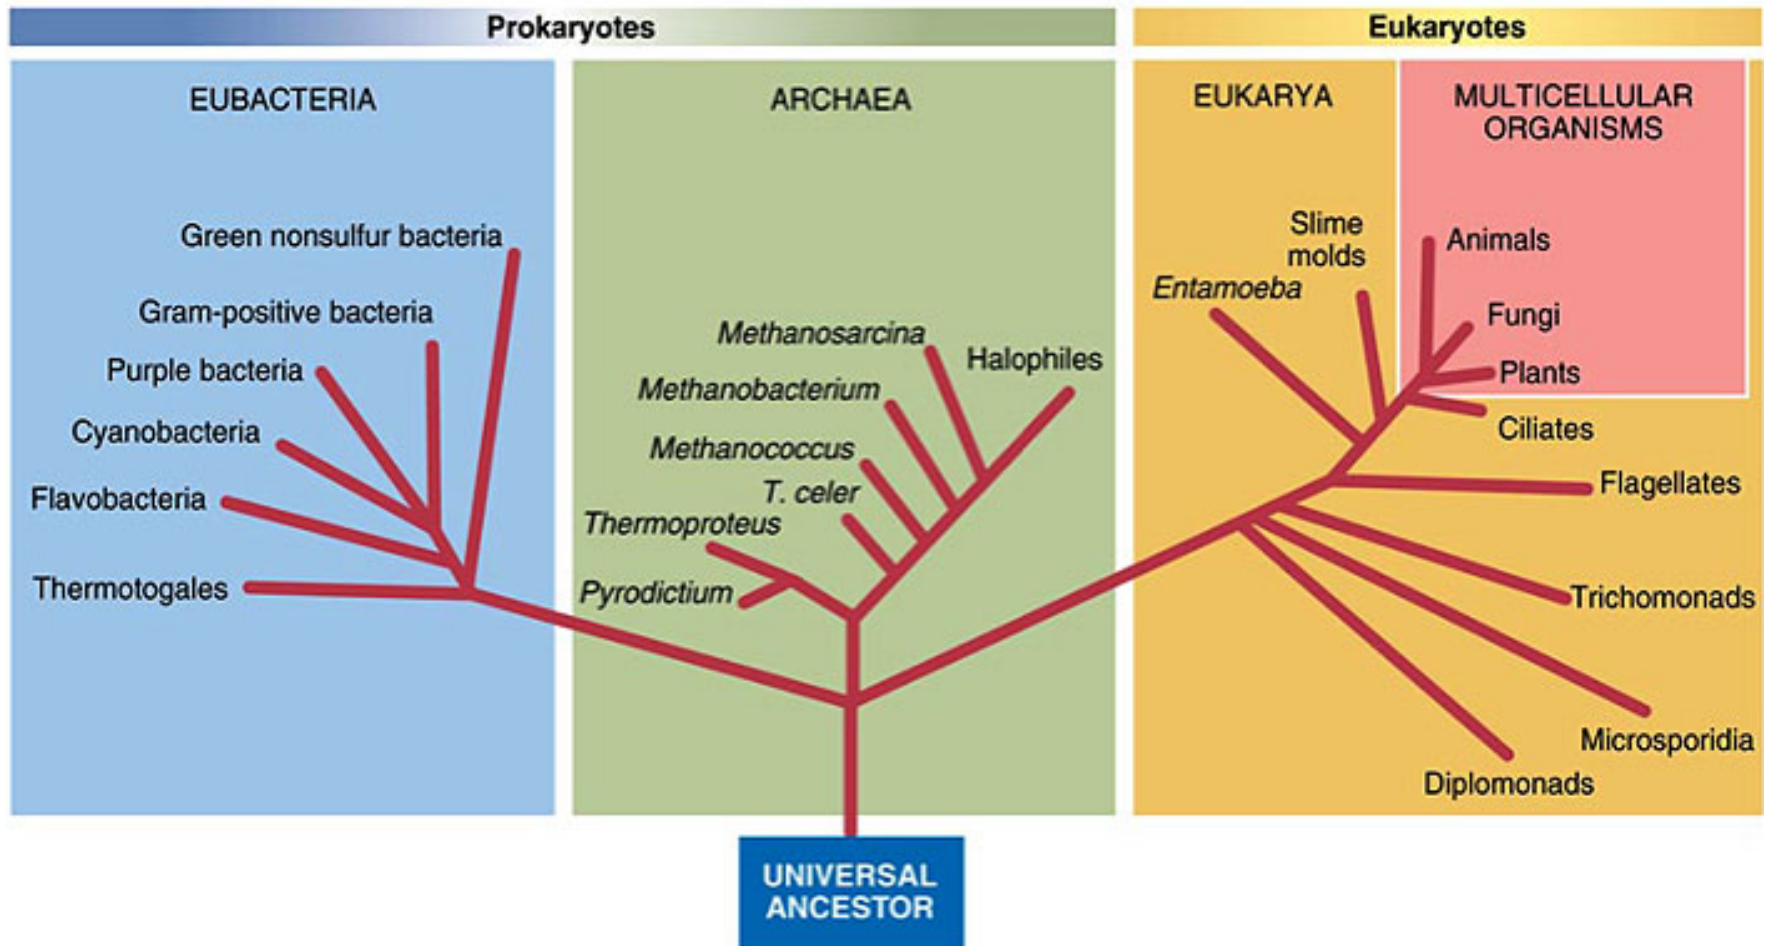 Prokaryotes
Eukaryotes
EUBACTERIA
ARCHAEA
EUKARYA
MULTICELLULAR
ORGANISMS
Green nonsulfur bacteria
Gram-positive bacteria
Purple bacteria
Cyanobacteria
Flavobacteria
Thermotogales
Methanosarcina
Halophiles
Methanobacterium
Methanococcus
T. celer
Thermoproteus
Pyrodictium
Slime
molds
Entamoeba
Animals
Fungi
Plants
Ciliates
Flagellates
Trichomonads
Microsporidia
Diplomonads
UNIVERSAL
ANCESTOR